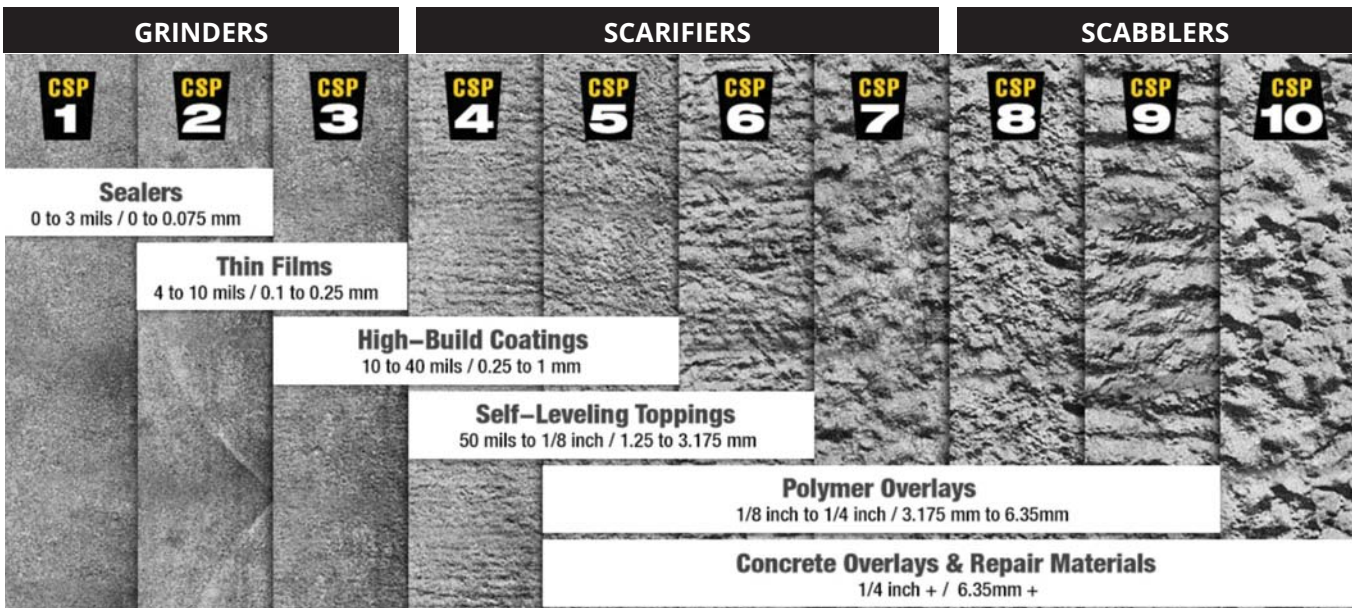 GRINDERS
SCARIFIERS
SCABBLERS
CSP
1
CSP
2
CSP
3
CSP
4
CSP
5
CSP
6
CSP
7
CSP
8
CSP
9
CSP
10
Sealers
0 to 3 mils / 0 to 0.075 mm
Thin Films
4 to 10 mils / 0.1 to 0.25 mm
High–Build Coatings
10 to 40 mils / 0.25 to 1 mm
Self–Leveling Toppings
50 mils to 1/8 inch / 1.25 to 3.175 mm
Polymer Overlays
1/8 inch to 1/4 inch / 3.175 mm to 6.35mm
Concrete Overlays & Repair Materials
1/4 inch + / 6.35mm +